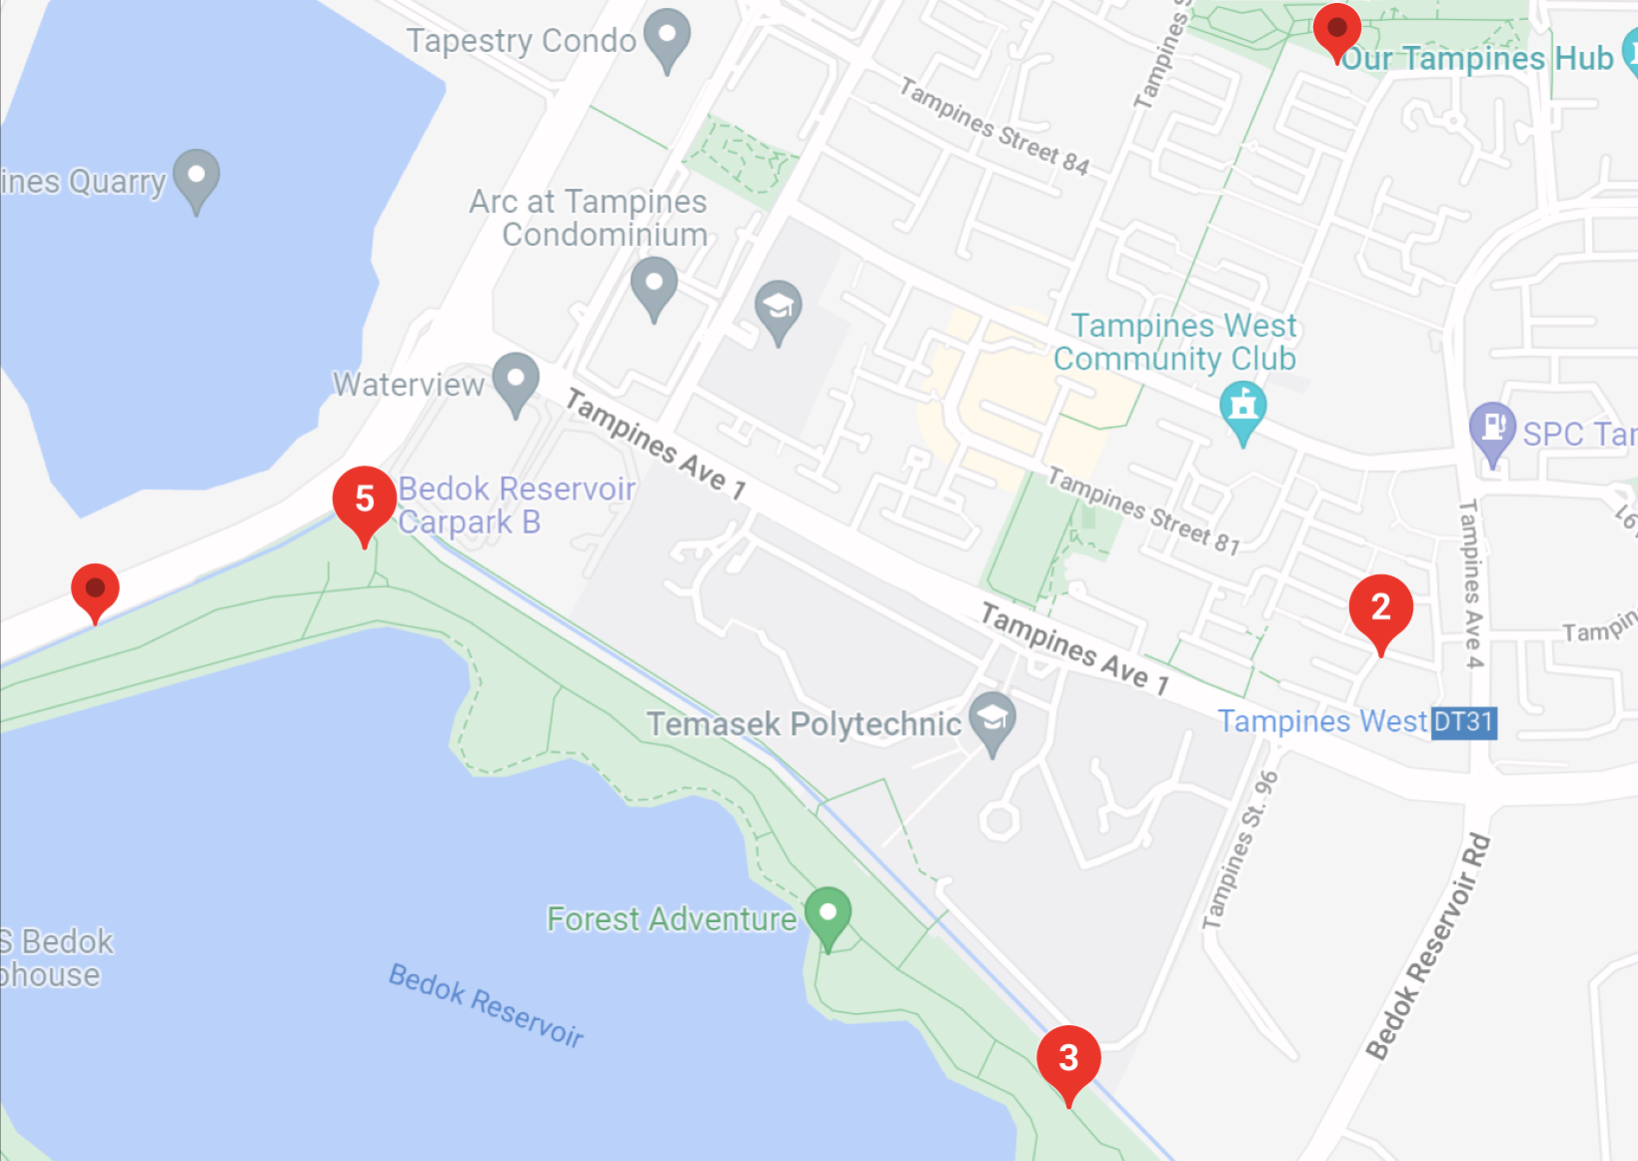 Tapestry Condo
Our Tampines Hub
Tampines S
Tampines Street 84
ines Quarry
Arc at Tampines
Condominium
Tampines West
Community Club
Waterview
Tampines Ave 1
SPC Tar
5
Bedok Reservoir
Carpark B
Tampines Street 81
Tampines Ave 4
2
Tampin
Tampines Ave 1
Temasek Polytechnic
Tampines West DT31
Tampines St. 96
Forest Adventure
Bedok Reservoir Rd
S Bedok
ohouse
Bedok Reservoir
3